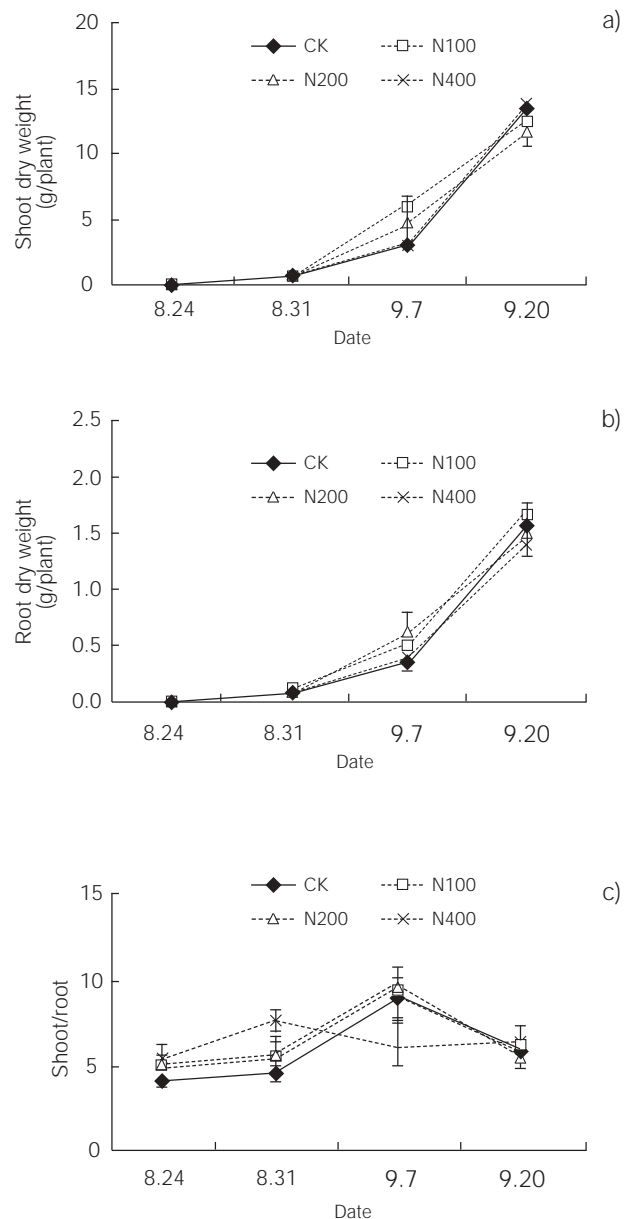 a)
CK N100
N200 N400
20
15
10
5
0
Shoot dry weight
(g/plant)
8.24 8.31 9.7 9.20
Date
b)
CK N100
N200 N400
2.5
2.0
1.5
1.0
0.5
0.0
Root dry weight
(g/plant)
8.24 8.31 9.7 9.20
Date
c)
CK N100
N200 N400
15
10
5
0
Shoot/root
8.24 8.31 9.7 9.20
Date